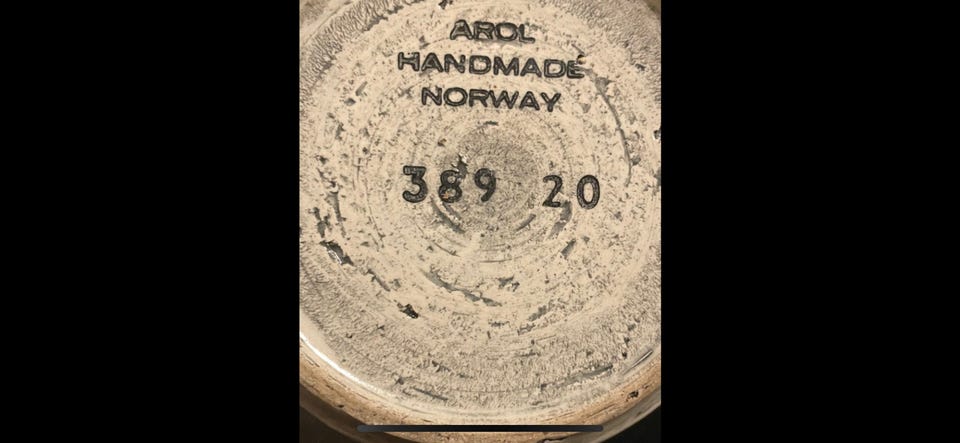 AROL
HANDMADE
NORWAY
389 20